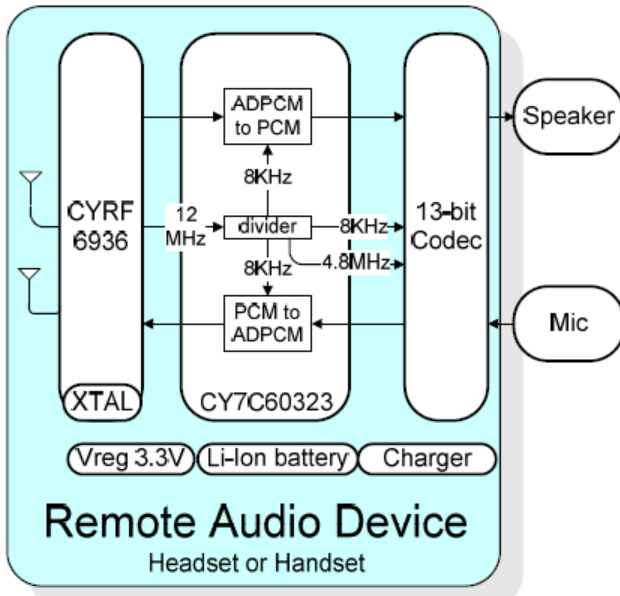 ADPCM
to PCM
Speaker
8KHz
CYRF
6936
12
MHz
divider
8KHz
13-bit
Codec
4.8MHz
8KHz
PCM to
ADPCM
Mic
XTAL
CY7C60323
Vreg 3.3V
Li-Ion battery
Charger
Remote Audio Device
Headset or Handset